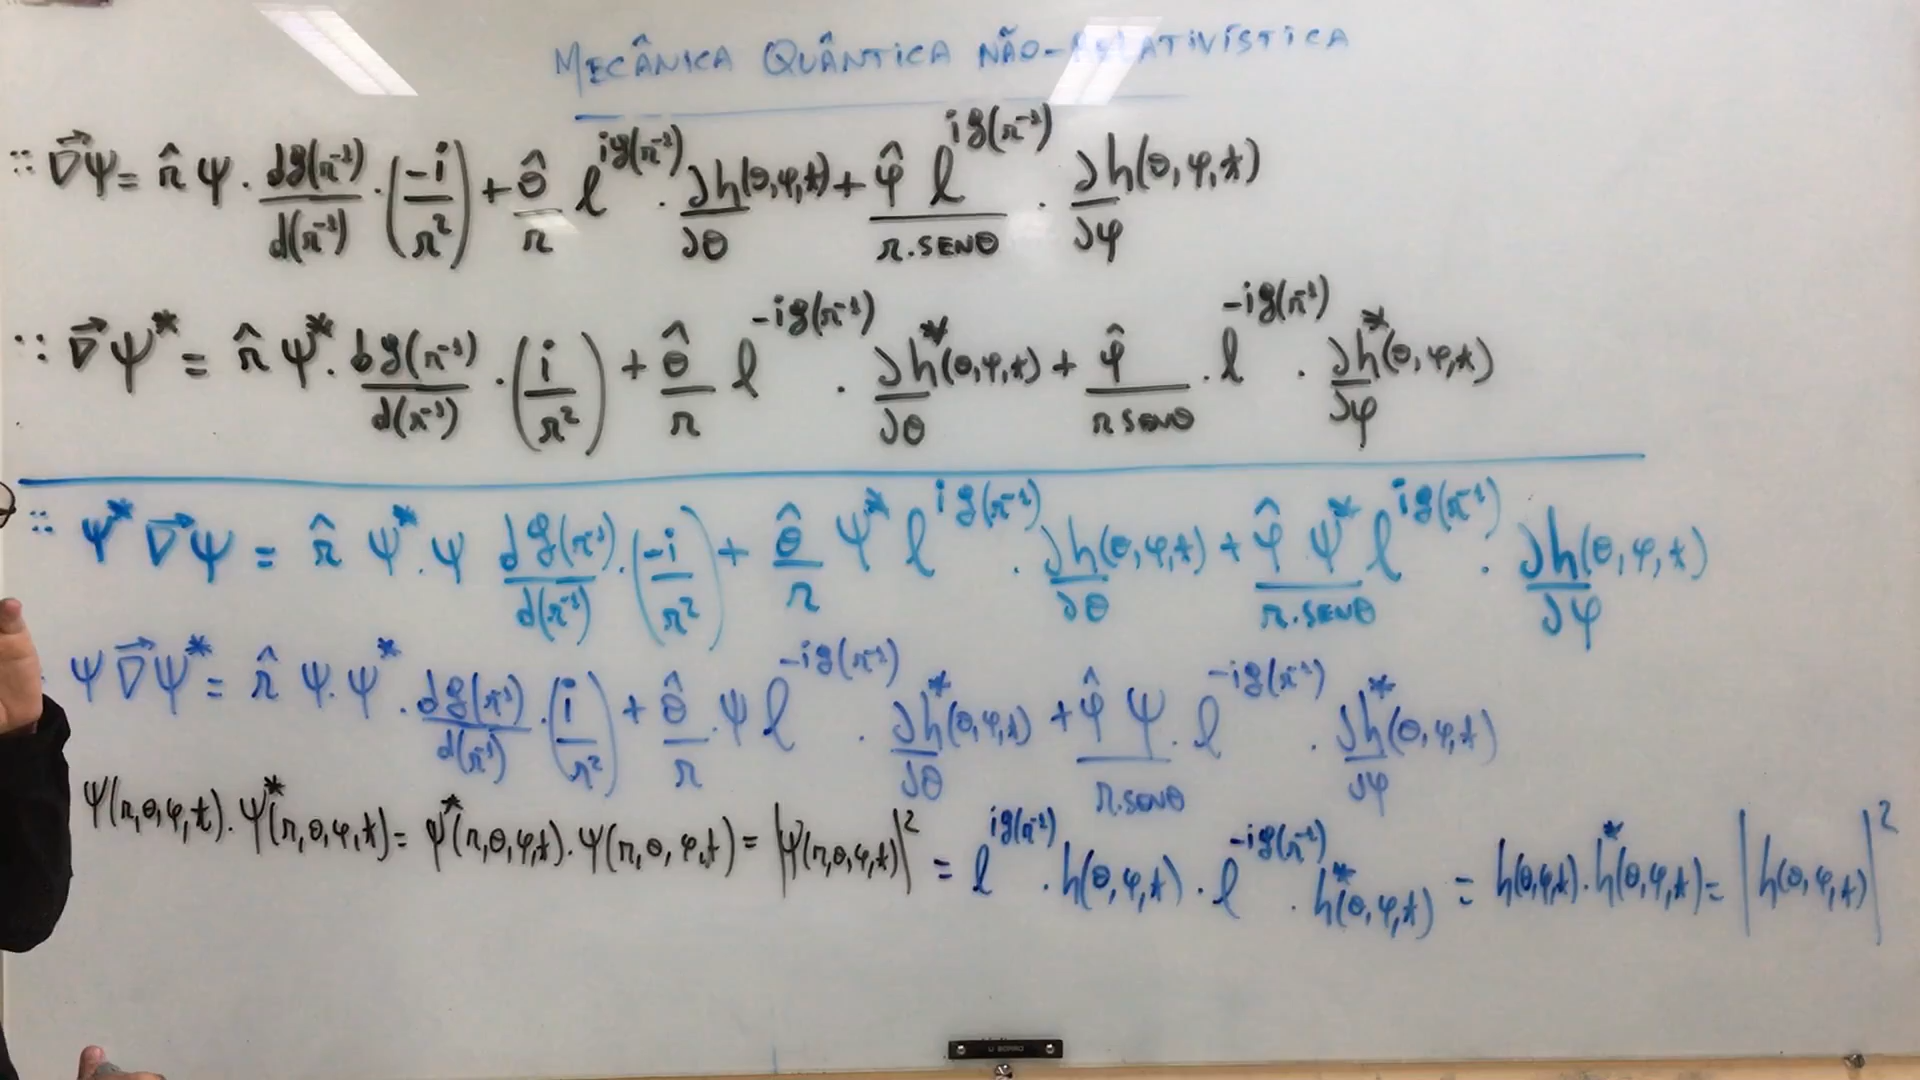 MECÂNICA QUÂNTICA NÃO-RELATIVÍSTICA
:: ∇⃗ψ = r̂ ψ · dg(r⁻¹)/d(r⁻¹) · (-i/r²) + θ̂/r e^{ig(r⁻¹)} · ∂h(θ,φ,t)/∂θ + φ̂ e^{ig(r⁻¹)}/(r.SENθ) · ∂h(θ,φ,t)/∂φ
:: ∇⃗ψ* = r̂ ψ* · dg(r⁻¹)/d(r⁻¹) · (i/r²) + θ̂/r e^{-ig(r⁻¹)} · ∂h*(θ,φ,t)/∂θ + φ̂/(r SENθ) · e^{-ig(r⁻¹)} · ∂h*(θ,φ,t)/∂φ
:: ψ* ∇⃗ψ = r̂ ψ*·ψ dg(r⁻¹)/d(r⁻¹) · (-i/r²) + θ̂/r ψ* e^{ig(r⁻¹)} · ∂h(θ,φ,t)/∂θ + φ̂ ψ*/(r.SENθ) e^{ig(r⁻¹)} · ∂h(θ,φ,t)/∂φ
ψ ∇⃗ψ* = r̂ ψ·ψ* · dg(r⁻¹)/d(r⁻¹) · (i/r²) + θ̂/r · ψ e^{-ig(r⁻¹)} · ∂h*(θ,φ,t)/∂θ + φ̂ ψ/(r.SENθ) · e^{-ig(r⁻¹)} · ∂h*(θ,φ,t)/∂φ
ψ(r,θ,φ,t) · ψ*(r,θ,φ,t) = ψ*(r,θ,φ,t) · ψ(r,θ,φ,t) = |ψ(r,θ,φ,t)|² = e^{ig(r⁻¹)} · h(θ,φ,t) · e^{-ig(r⁻¹)} · h*(θ,φ,t) = h(θ,φ,t) · h*(θ,φ,t) = |h(θ,φ,t)|²